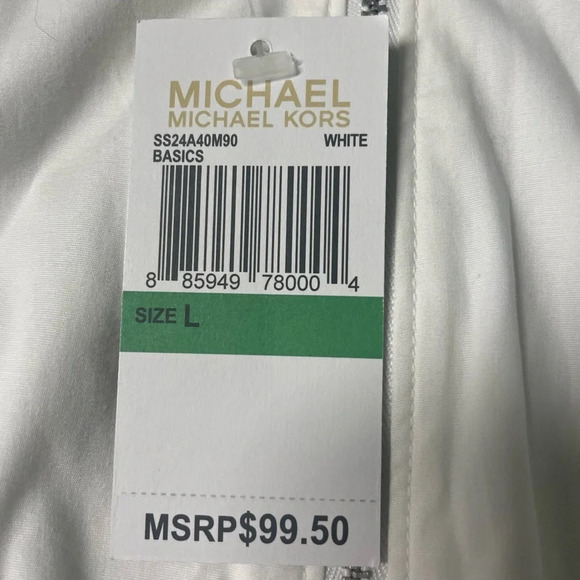 MICHAEL
MICHAEL KORS
SS24A40M90 WHITE
BASICS
8 85949 78000 4
SIZE L
MSRP$99.50